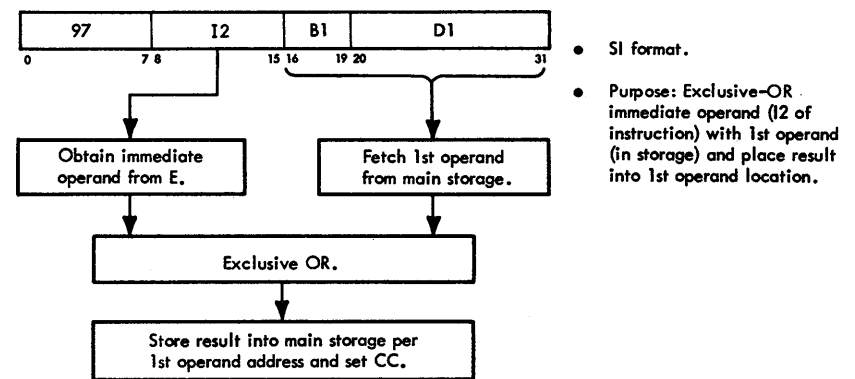 97 I2 B1 D1
0 7 8 15 16 19 20 31
• SI format.
• Purpose: Exclusive-OR
immediate operand (I2 of
instruction) with 1st operand
(in storage) and place result
into 1st operand location.
Obtain immediate
operand from E.
Fetch 1st operand
from main storage.
Exclusive OR.
Store result into main storage per
1st operand address and set CC.